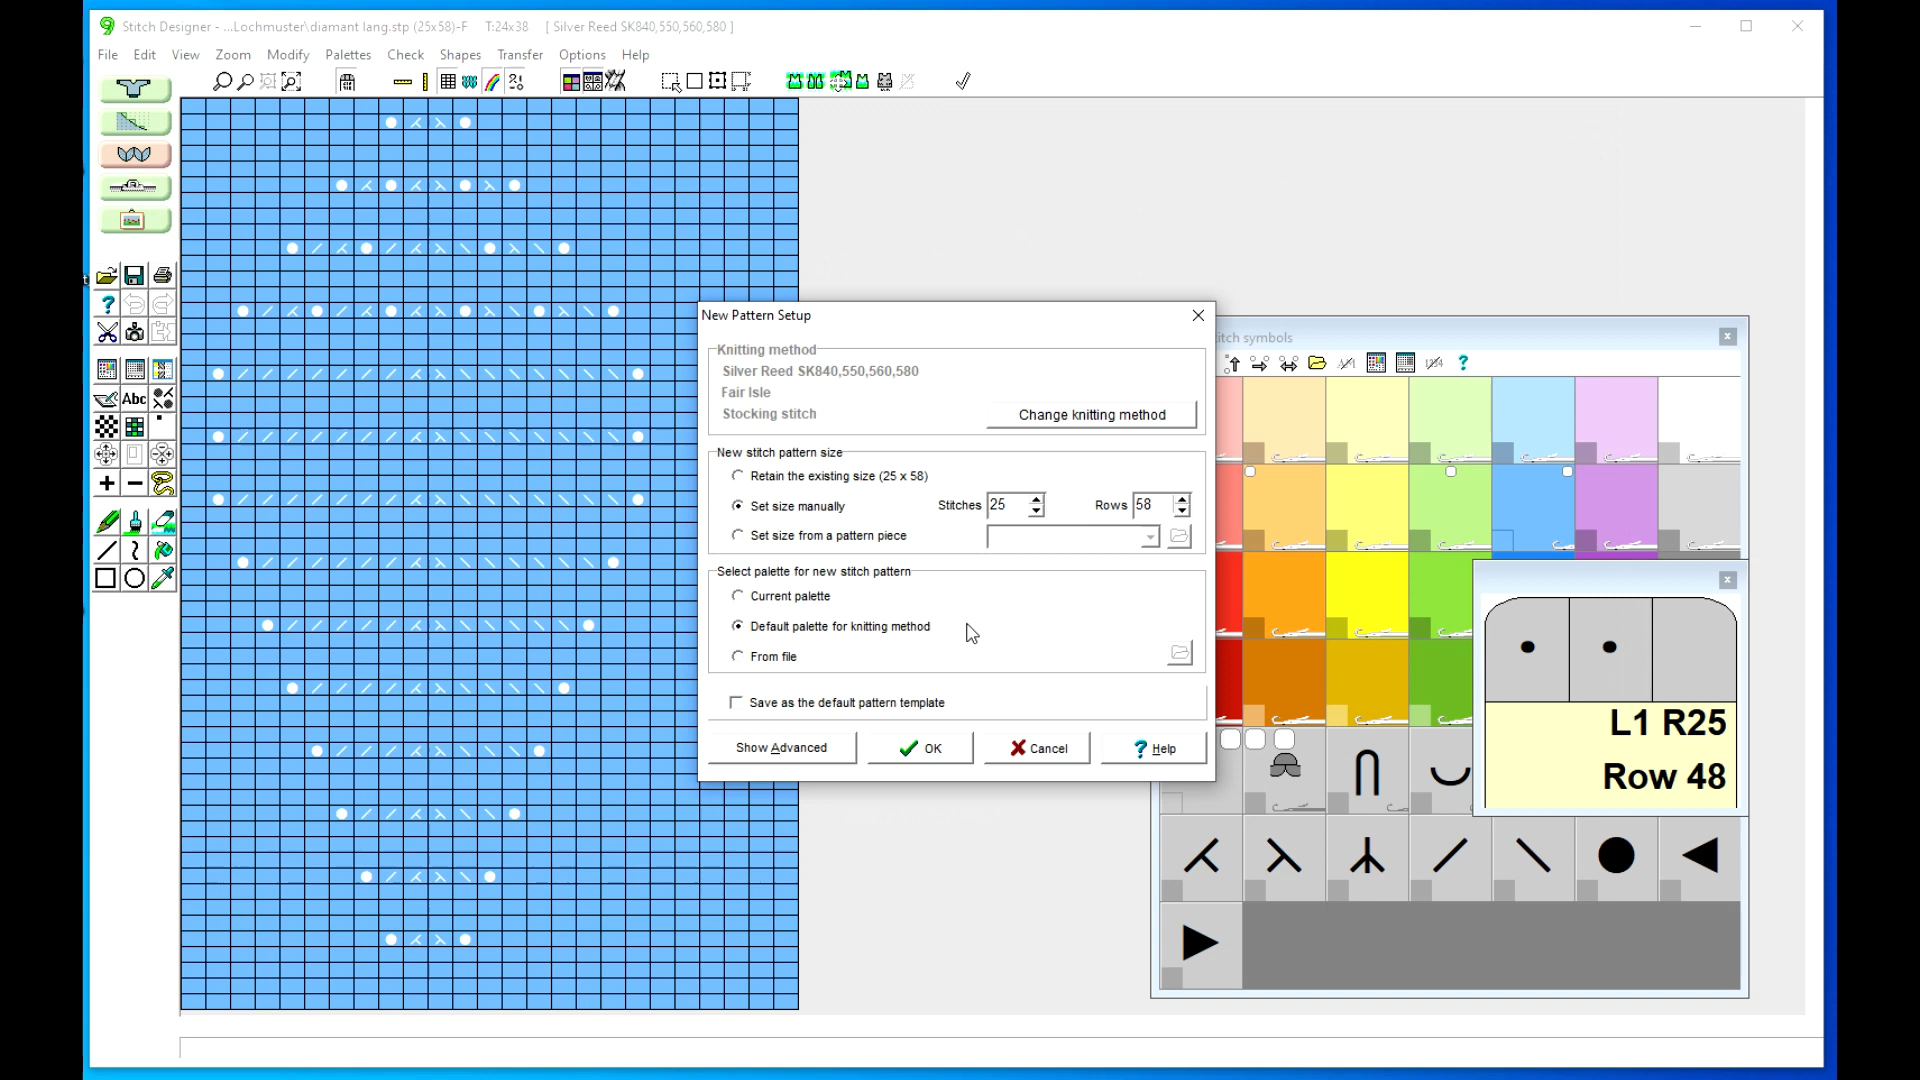 Stitch Designer - ...Lochmuster\diamant lang.stp (25x58)-F T:24x38 [ Silver Reed SK840,550,560,580 ]
File Edit View Zoom Modify Palettes Check Shapes Transfer Options Help
Abc
New Pattern Setup
Knitting method
Silver Reed SK840,550,560,580
Fair Isle
Stocking stitch
Change knitting method
New stitch pattern size
Retain the existing size (25 x 58)
Set size manually Stitches 25 Rows 58
Set size from a pattern piece
Select palette for new stitch pattern
Current palette
Default palette for knitting method
From file
Save as the default pattern template
Show Advanced OK Cancel Help
symbols
L1 R25
Row 48